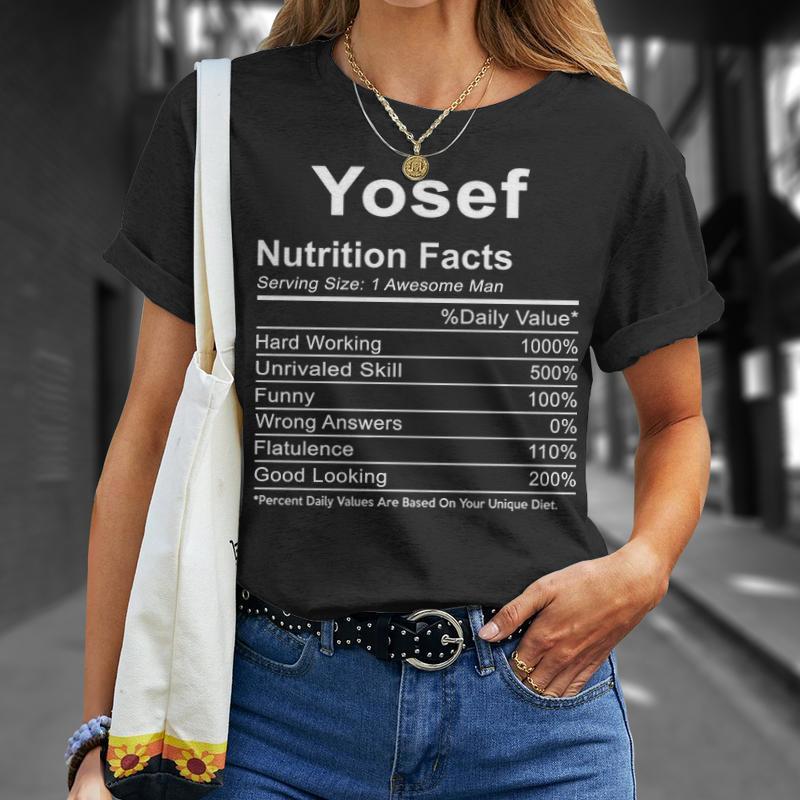 Yosef
Nutrition Facts
Serving Size: 1 Awesome Man
%Daily Value*
Hard Working 1000%
Unrivaled Skill 500%
Funny 100%
Wrong Answers 0%
Flatulence 110%
Good Looking 200%
*Percent Daily Values Are Based On Your Unique Diet.